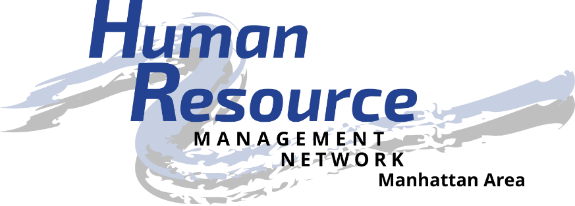 Human
Resource
MANAGEMENT
NETWORK
Manhattan Area